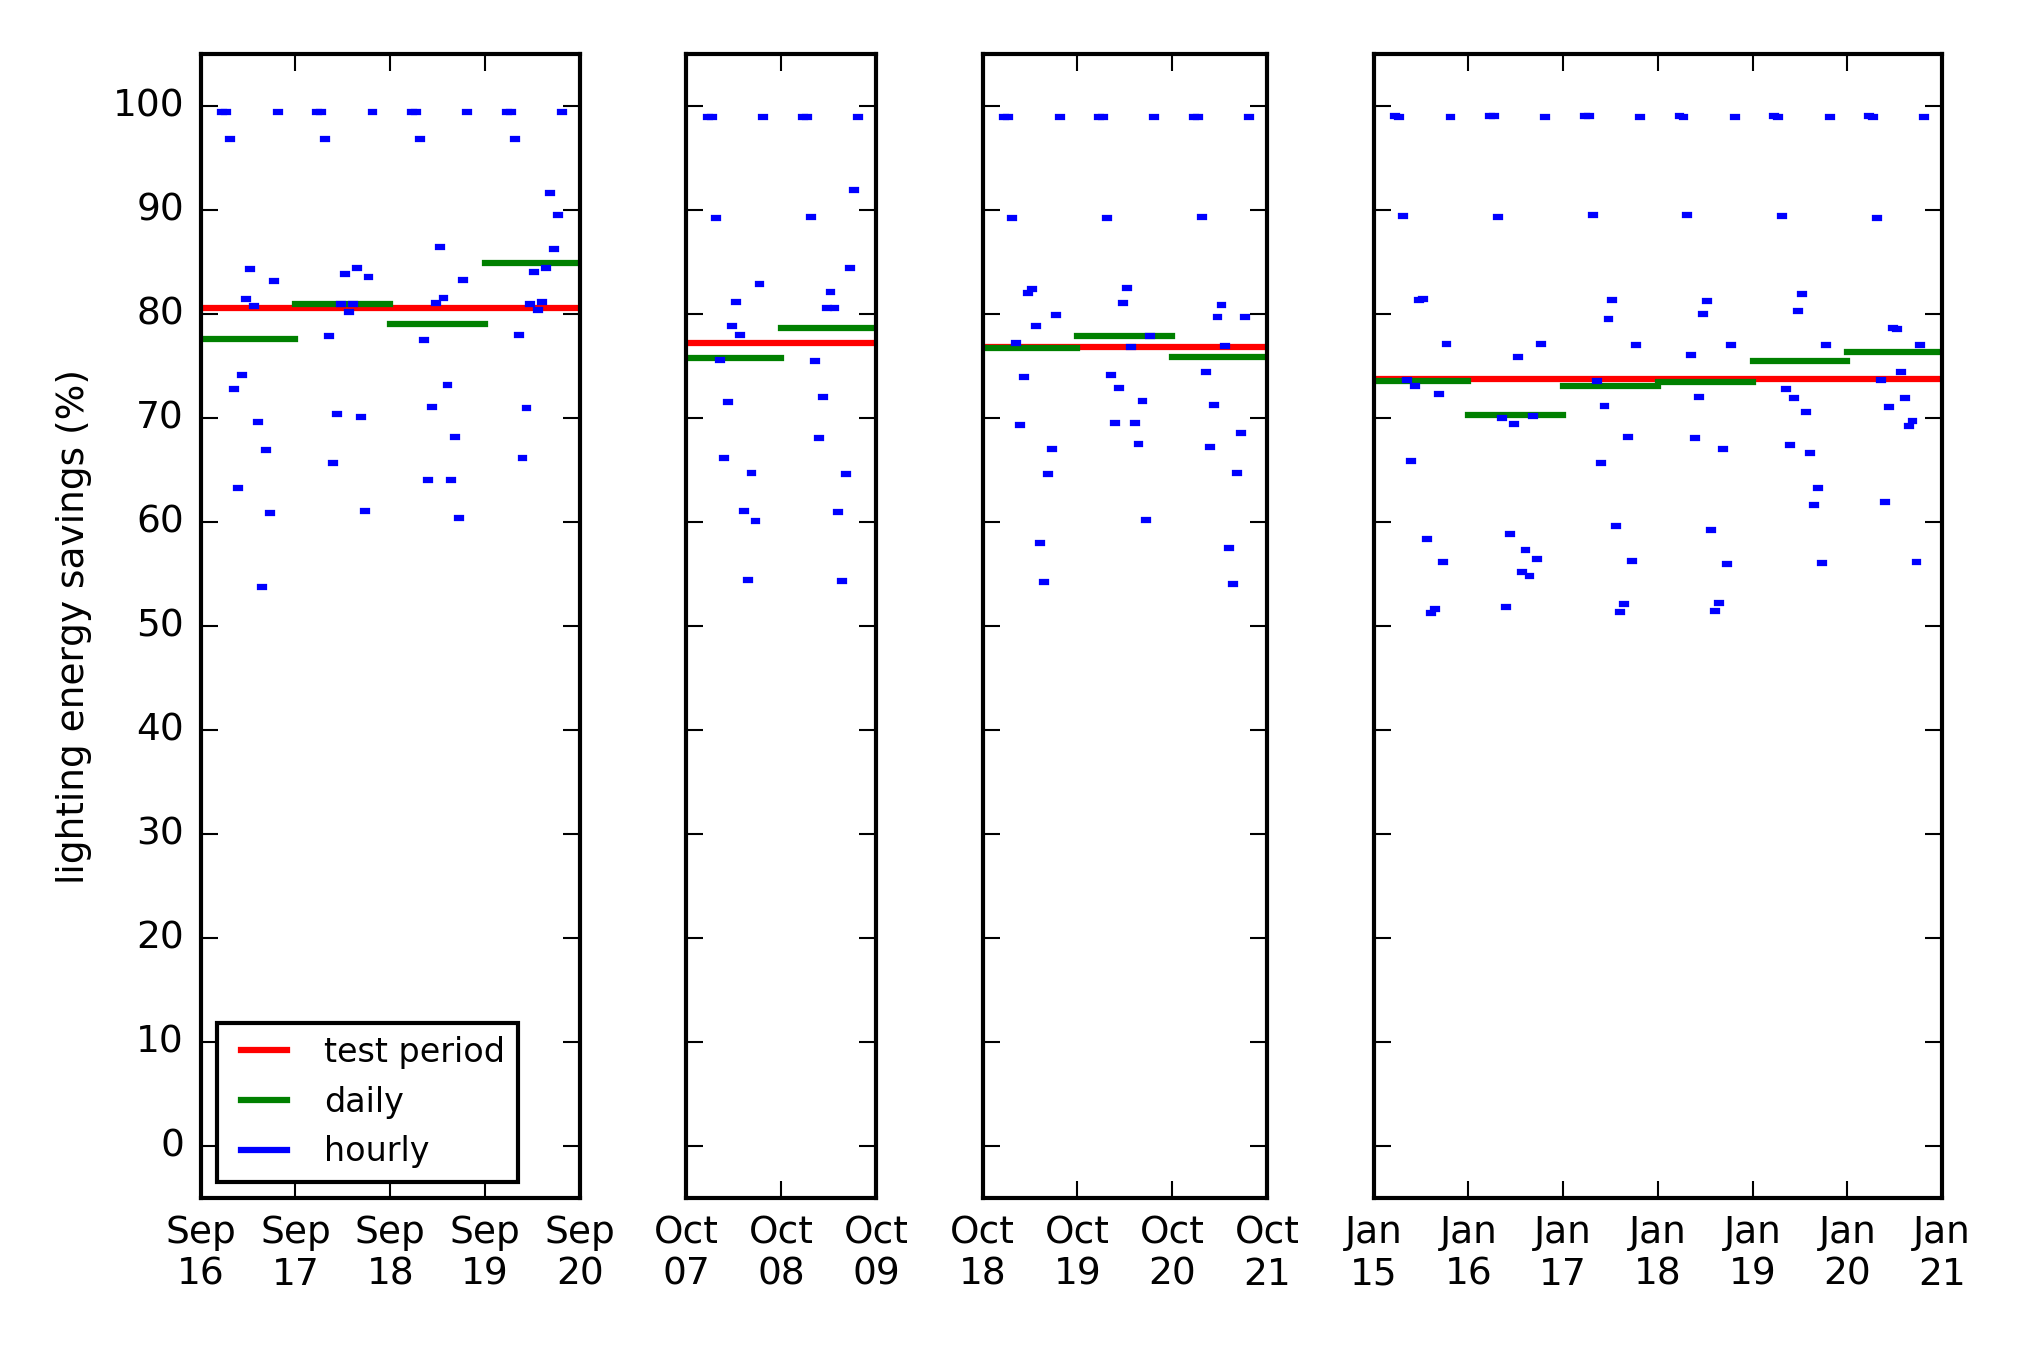 lighting energy savings (%)
100
90
80
70
60
50
40
30
20
10
0
test period
daily
hourly
Sep Sep Sep Sep Sep Oct Oct Oct Oct Oct Oct Oct Jan Jan Jan Jan Jan Jan Jan
16 17 18 19 20 07 08 09 18 19 20 21 15 16 17 18 19 20 21